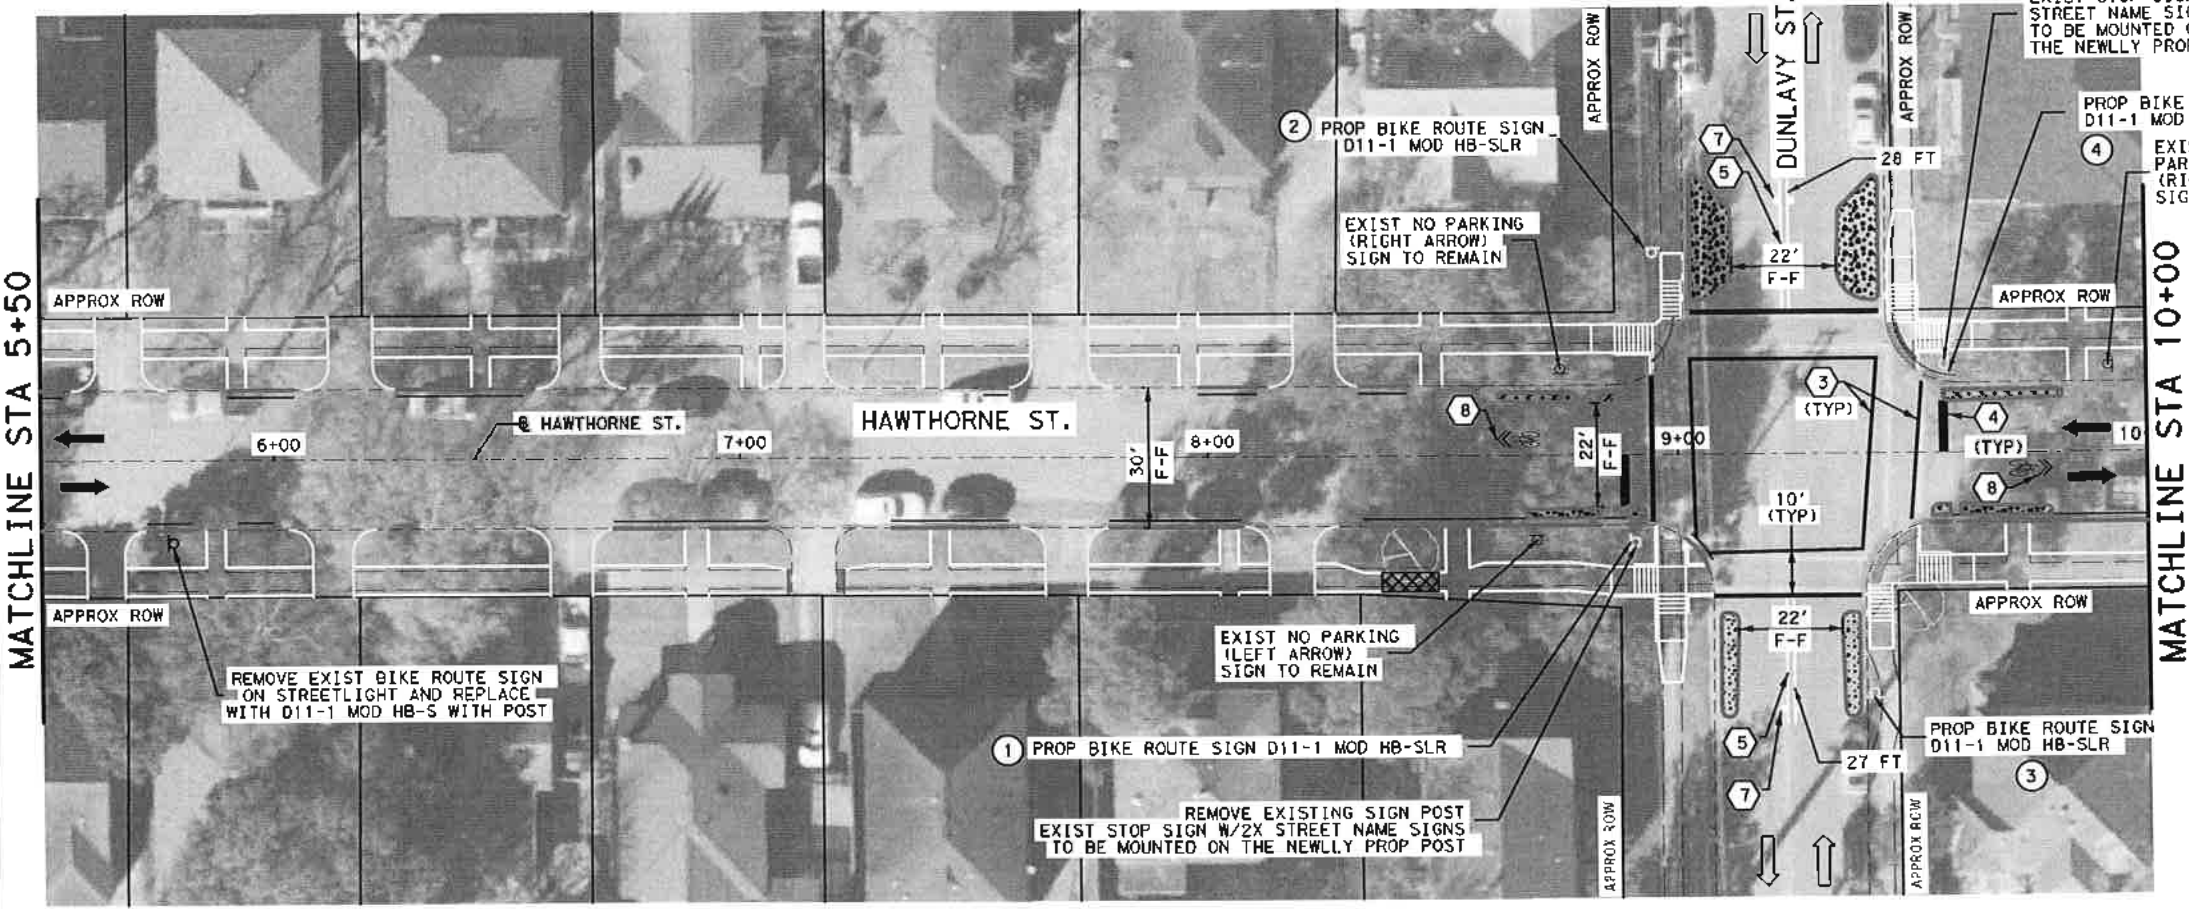 MATCHLINE STA 5+50
APPROX ROW
APPROX ROW
REMOVE EXIST BIKE ROUTE SIGN
ON STREETLIGHT AND REPLACE
WITH D11-1 MOD HB-S WITH POST
6+00
℄ HAWTHORNE ST.
7+00
HAWTHORNE ST.
30'
F-F
8+00
2
PROP BIKE ROUTE SIGN
D11-1 MOD HB-SLR
EXIST NO PARKING
(RIGHT ARROW)
SIGN TO REMAIN
8
22'
F-F
9+00
EXIST NO PARKING
(LEFT ARROW)
SIGN TO REMAIN
1
PROP BIKE ROUTE SIGN D11-1 MOD HB-SLR
REMOVE EXISTING SIGN POST
EXIST STOP SIGN W/2X STREET NAME SIGNS
TO BE MOUNTED ON THE NEWLLY PROP POST
APPROX ROW
APPROX ROW
DUNLAVY ST.
7
5
28 FT
22'
F-F
3
(TYP)
4
(TYP)
10'
(TYP)
22'
F-F
5
7
27 FT
APPROX ROW
APPROX ROW
STREET NAME SI
TO BE MOUNTED
THE NEWLLY PRO
PROP BIKE
D11-1 MOD
4
EXIS
PAR
(RI
SIG
APPROX ROW
10
8
APPROX ROW
PROP BIKE ROUTE SIGN
D11-1 MOD HB-SLR
3
MATCHLINE STA 10+00